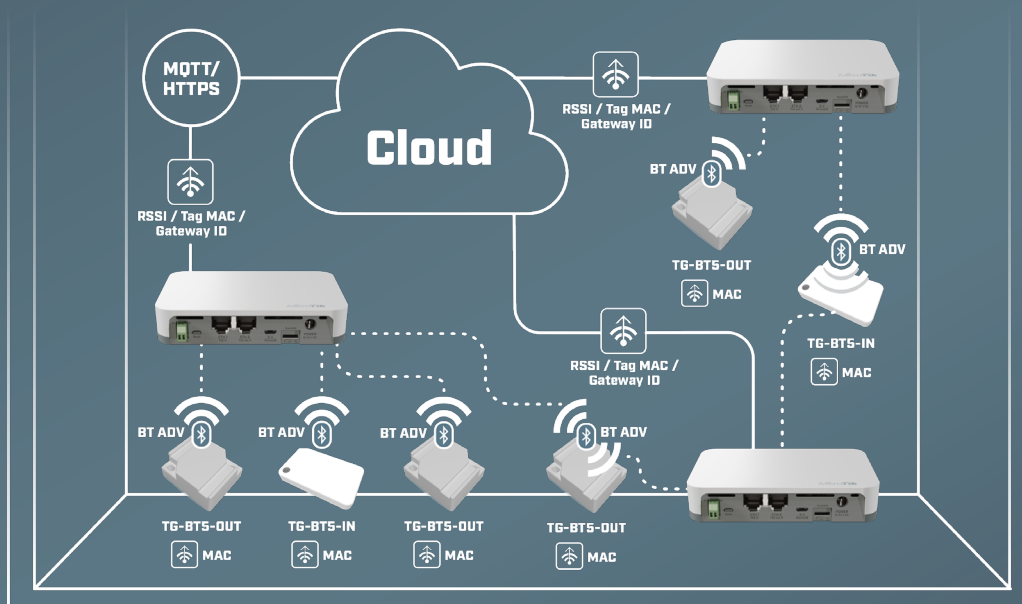 MQTT/
HTTPS
Cloud
RSSI / Tag MAC /
Gateway ID
RSSI / Tag MAC /
Gateway ID
BT ADV
TG-BT5-OUT
MAC
BT ADV
TG-BT5-IN
MAC
RSSI / Tag MAC /
Gateway ID
BT ADV
TG-BT5-OUT
MAC
BT ADV
TG-BT5-IN
MAC
BT ADV
TG-BT5-OUT
MAC
BT ADV
TG-BT5-OUT
MAC